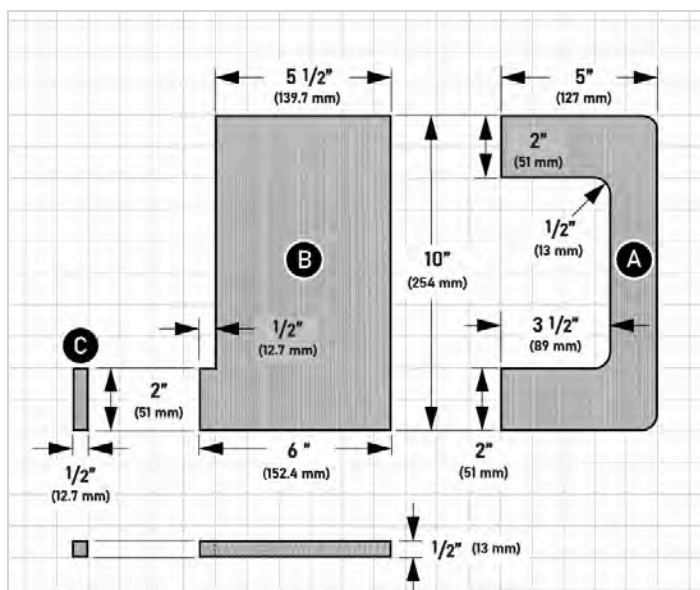 5 1/2”
(139.7 mm)
5”
(127 mm)
2”
(51 mm)
1/2”
(13 mm)
B
10”
(254 mm)
A
1/2”
(12.7 mm)
3 1/2”
(89 mm)
C
2”
(51 mm)
6”
(152.4 mm)
2”
(51 mm)
1/2”
(12.7 mm)
1/2” (13 mm)